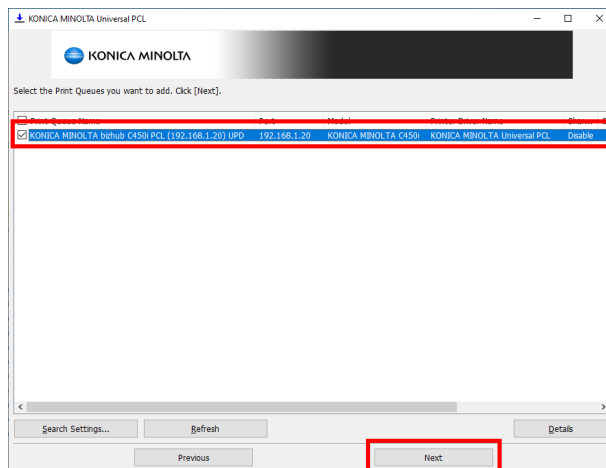 KONICA MINOLTA Universal PCL
KONICA MINOLTA
Select the Print Queues you want to add. Click [Next].
Print Queue Name Port Model Printer Driver Name
KONICA MINOLTA bizhub C450i PCL (192.168.1.20) UPD 192.168.1.20 KONICA MINOLTA C450i KONICA MINOLTA Universal PCL Disable
Search Settings... Refresh Details
Previous Next